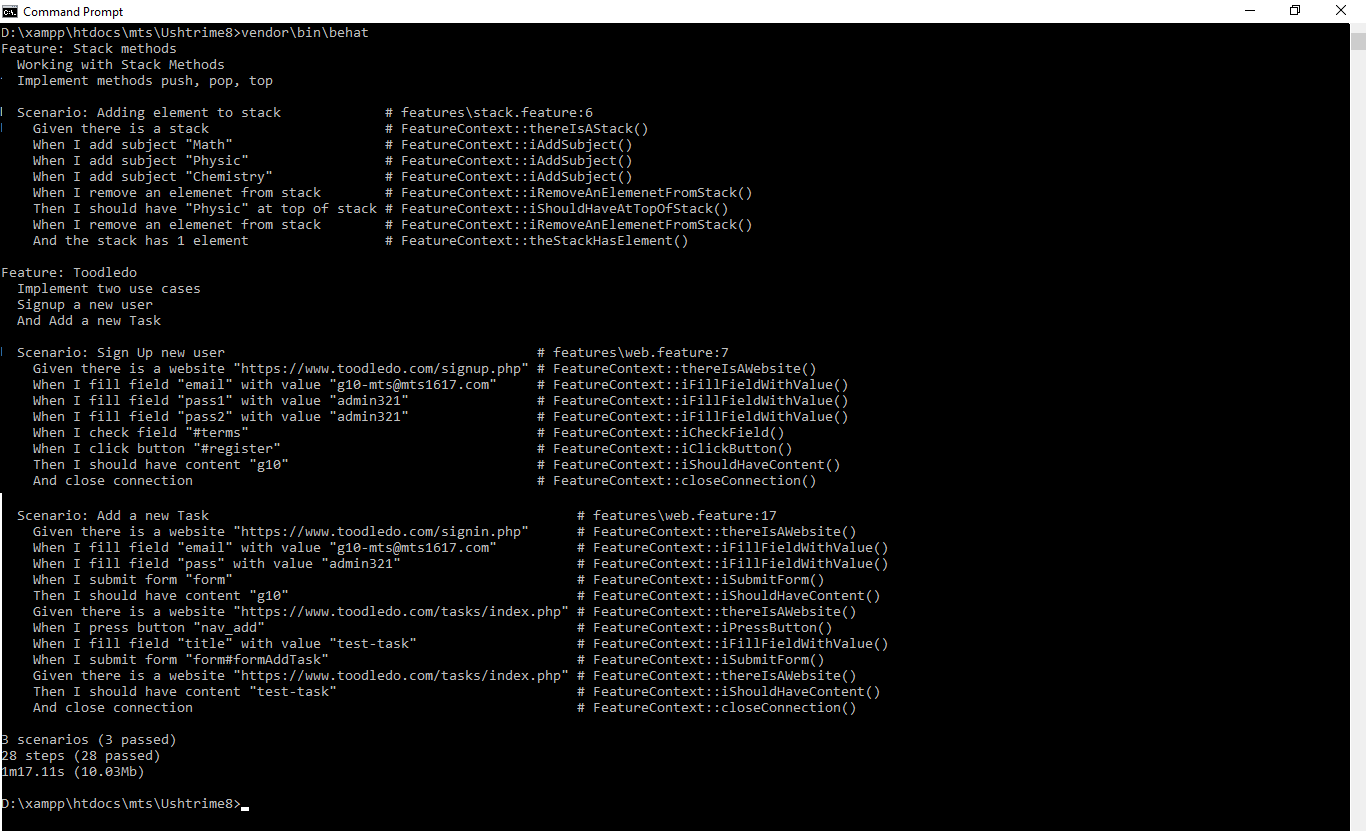 Command Prompt
D:\xampp\htdocs\mts\Ushtrime8>vendor\bin\behat
Feature: Stack methods
  Working with Stack Methods
  Implement methods push, pop, top

  Scenario: Adding element to stack             # features\stack.feature:6
    Given there is a stack                      # FeatureContext::thereIsAStack()
    When I add subject "Math"                   # FeatureContext::iAddSubject()
    When I add subject "Physic"                 # FeatureContext::iAddSubject()
    When I add subject "Chemistry"              # FeatureContext::iAddSubject()
    When I remove an elemenet from stack        # FeatureContext::iRemoveAnElemenetFromStack()
    Then I should have "Physic" at top of stack # FeatureContext::iShouldHaveAtTopOfStack()
    When I remove an elemenet from stack        # FeatureContext::iRemoveAnElemenetFromStack()
    And the stack has 1 element                 # FeatureContext::theStackHasElement()

Feature: Toodledo
  Implement two use cases
  Signup a new user
  And Add a new Task

  Scenario: Sign Up new user                                       # features\web.feature:7
    Given there is a website "https://www.toodledo.com/signup.php" # FeatureContext::thereIsAWebsite()
    When I fill field "email" with value "g10-mts@mts1617.com"     # FeatureContext::iFillFieldWithValue()
    When I fill field "pass1" with value "admin321"                # FeatureContext::iFillFieldWithValue()
    When I fill field "pass2" with value "admin321"                # FeatureContext::iFillFieldWithValue()
    When I check field "#terms"                                    # FeatureContext::iCheckField()
    When I click button "#register"                                # FeatureContext::iClickButton()
    Then I should have content "g10"                               # FeatureContext::iShouldHaveContent()
    And close connection                                           # FeatureContext::closeConnection()

  Scenario: Add a new Task                                              # features\web.feature:17
    Given there is a website "https://www.toodledo.com/signin.php"      # FeatureContext::thereIsAWebsite()
    When I fill field "email" with value "g10-mts@mts1617.com"          # FeatureContext::iFillFieldWithValue()
    When I fill field "pass" with value "admin321"                      # FeatureContext::iFillFieldWithValue()
    When I submit form "form"                                           # FeatureContext::iSubmitForm()
    Then I should have content "g10"                                    # FeatureContext::iShouldHaveContent()
    Given there is a website "https://www.toodledo.com/tasks/index.php" # FeatureContext::thereIsAWebsite()
    When I press button "nav_add"                                       # FeatureContext::iPressButton()
    When I fill field "title" with value "test-task"                    # FeatureContext::iFillFieldWithValue()
    When I submit form "form#formAddTask"                               # FeatureContext::iSubmitForm()
    Given there is a website "https://www.toodledo.com/tasks/index.php" # FeatureContext::thereIsAWebsite()
    Then I should have content "test-task"                              # FeatureContext::iShouldHaveContent()
    And close connection                                                # FeatureContext::closeConnection()

3 scenarios (3 passed)
28 steps (28 passed)
1m17.11s (10.03Mb)

D:\xampp\htdocs\mts\Ushtrime8>